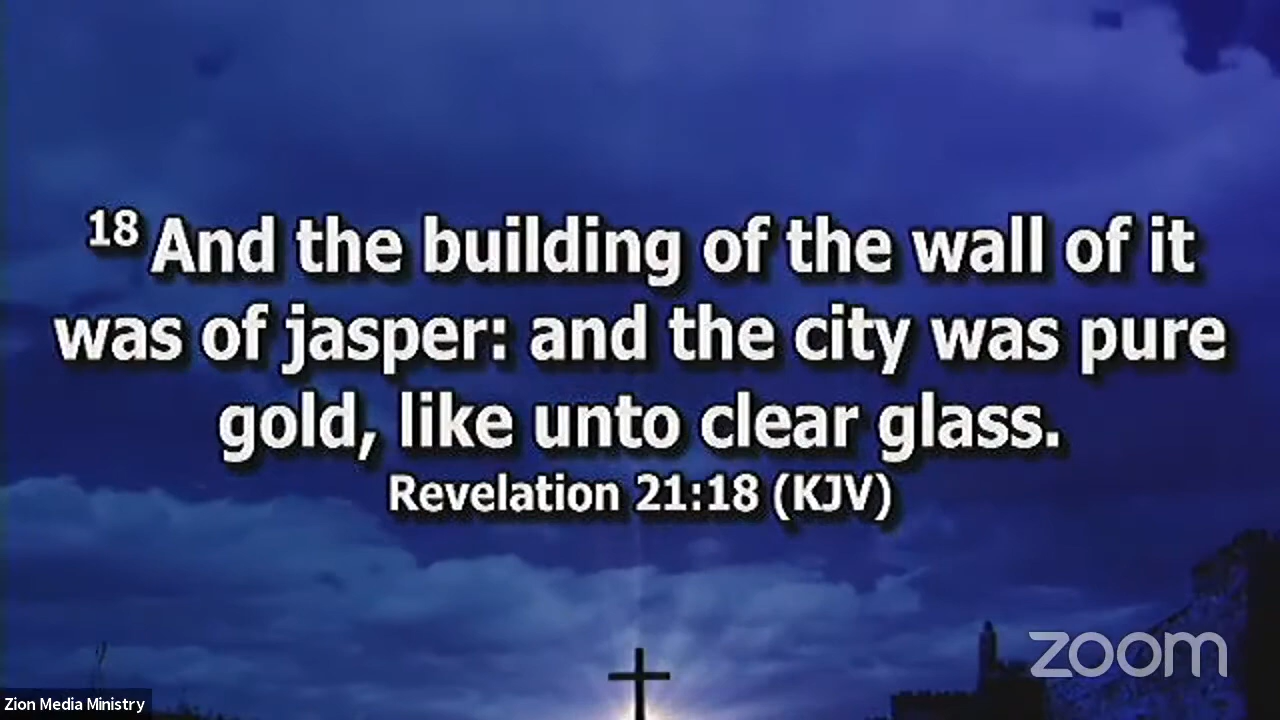 18 And the building of the wall of it
was of jasper: and the city was pure
gold, like unto clear glass.
Revelation 21:18 (KJV)
zoom
Zion Media Ministry